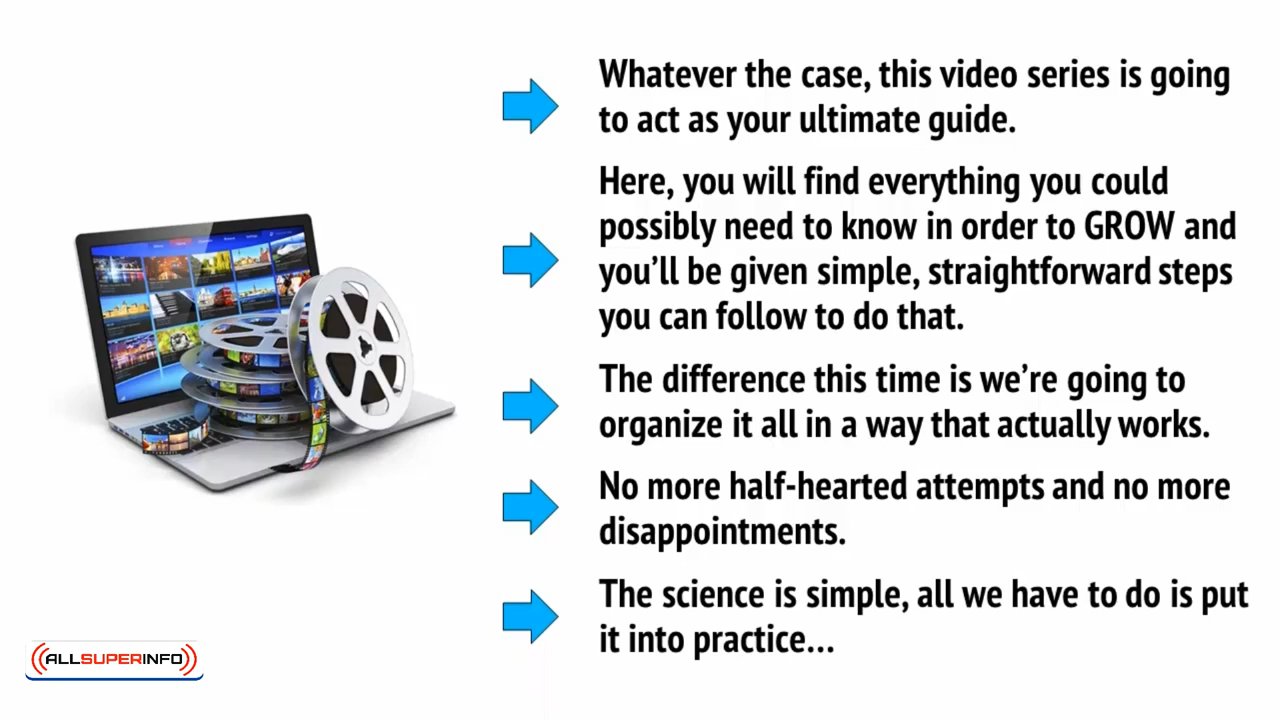 Whatever the case, this video series is going
to act as your ultimate guide.
Here, you will find everything you could
possibly need to know in order to GROW and
you’ll be given simple, straightforward steps
you can follow to do that.
The difference this time is we’re going to
organize it all in a way that actually works.
No more half-hearted attempts and no more
disappointments.
The science is simple, all we have to do is put
it into practice...
ALLSUPERINFO